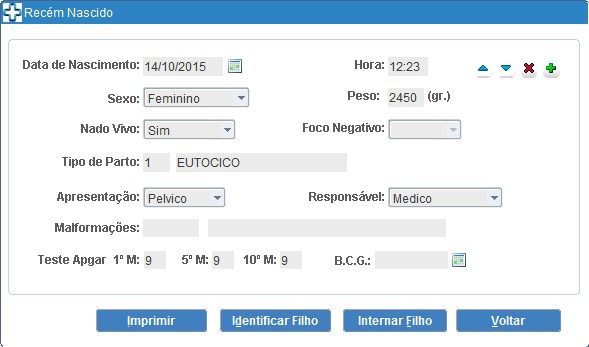 Recém Nascido
Data de Nascimento: 14/10/2015 Hora: 12:23
Sexo: Feminino Peso: 2450 (gr.)
Nado Vivo: Sim Foco Negativo:
Tipo de Parto: 1 EUTOCICO
Apresentação: Pelvico Responsável: Medico
Malformações:
Teste Apgar 1º M: 9 5º M: 9 10º M: 9 B.C.G.:
Imprimir Identificar Filho Internar Filho Voltar